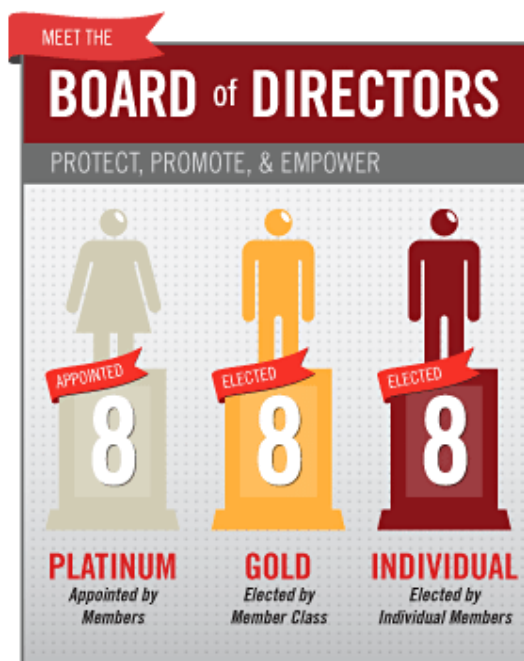 MEET THE
BOARD of DIRECTORS
PROTECT, PROMOTE, & EMPOWER
APPOINTED
8
ELECTED
8
ELECTED
8
PLATINUM
Appointed by
Members
GOLD
Elected by
Member Class
INDIVIDUAL
Elected by
Individual Members